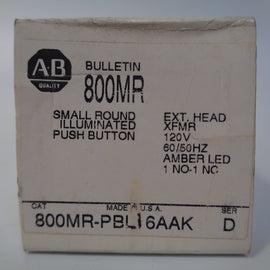 AB
QUALITY
BULLETIN
800MR
SMALL ROUND
ILLUMINATED
PUSH BUTTON
EXT. HEAD
XFMR
120V
60/50HZ
AMBER LED
1 NO-1 NC
CAT
MADE IN U.S.A.
SER
800MR-PBL16AAK
D